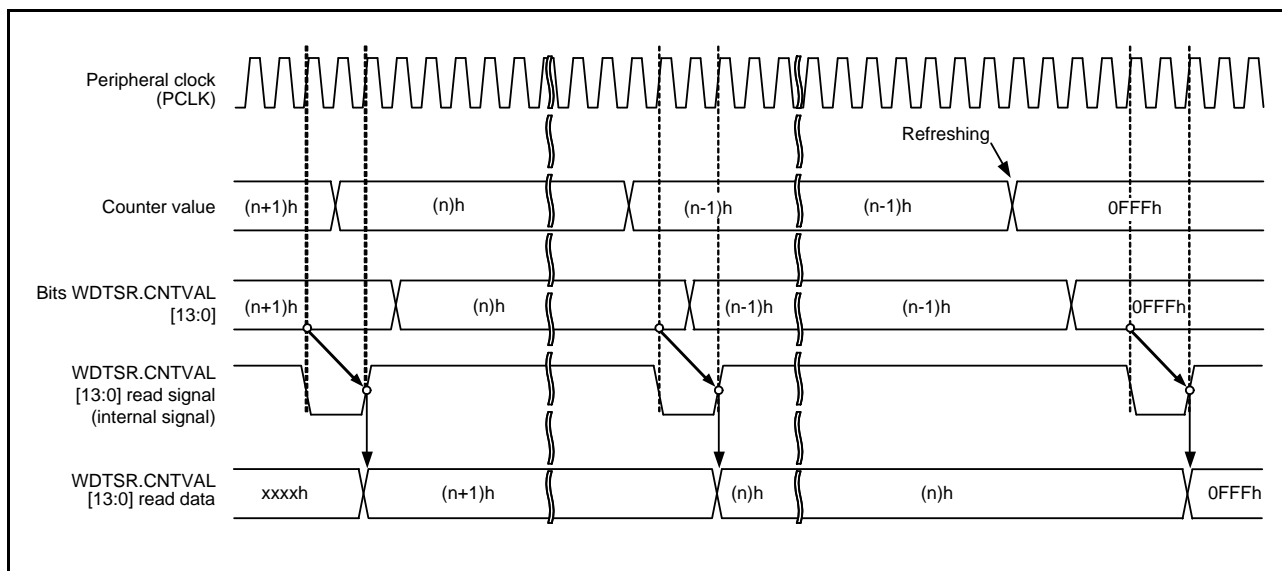 Peripheral clock
(PCLK)
Refreshing
Counter value
(n+1)h
(n)h
(n-1)h
(n-1)h
0FFFh
Bits WDTSR.CNTVAL
[13:0]
(n+1)h
(n)h
(n-1)h
(n-1)h
0FFFh
WDTSR.CNTVAL
[13:0] read signal
(internal signal)
WDTSR.CNTVAL
[13:0] read data
xxxxh
(n+1)h
(n)h
(n)h
0FFFh